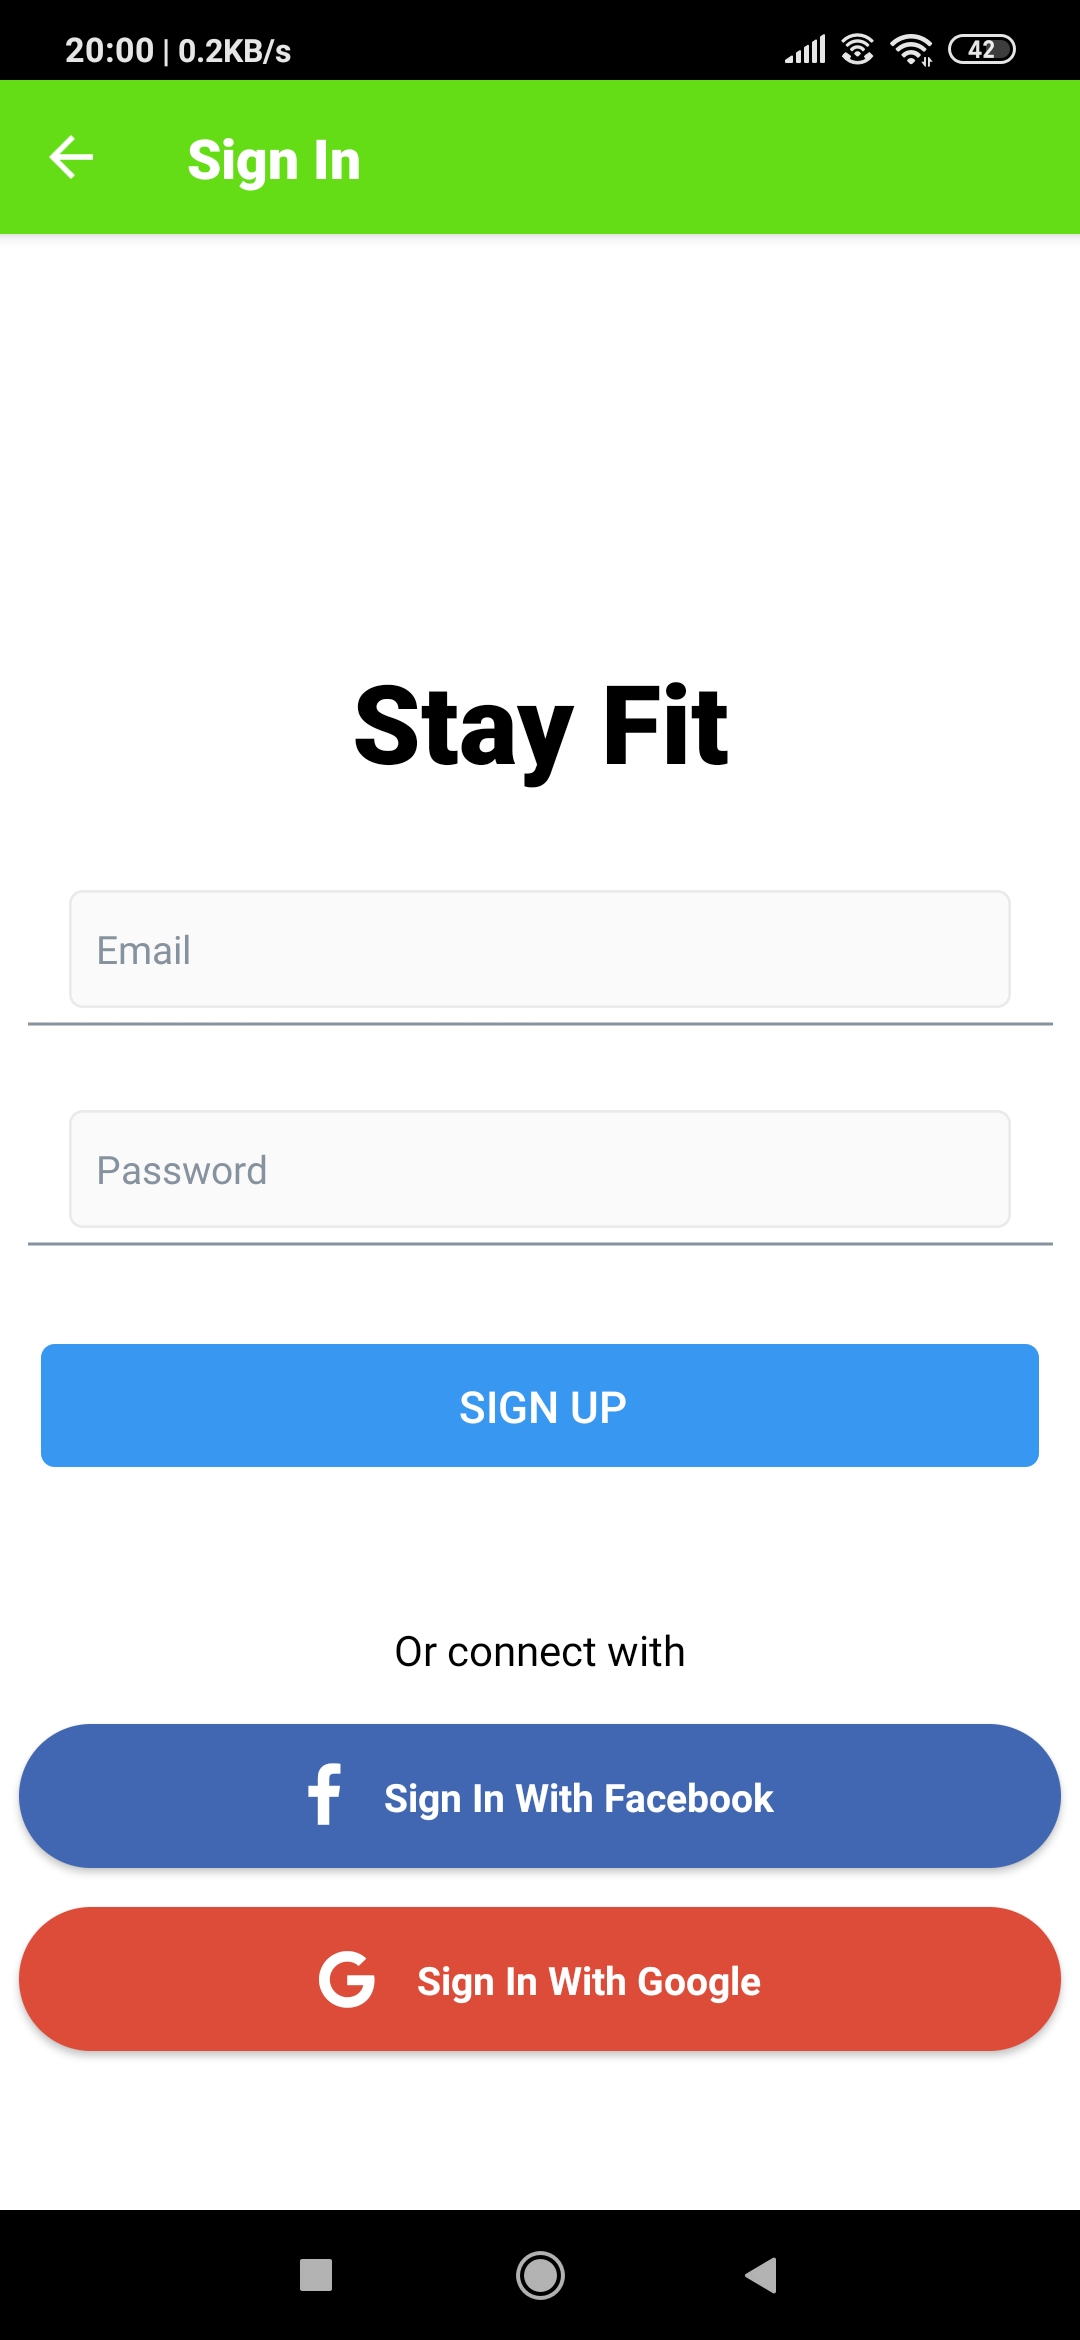 20:00 | 0.2KB/s 42
Sign In
Stay Fit
Email
Password
SIGN UP
Or connect with
Sign In With Facebook
Sign In With Google